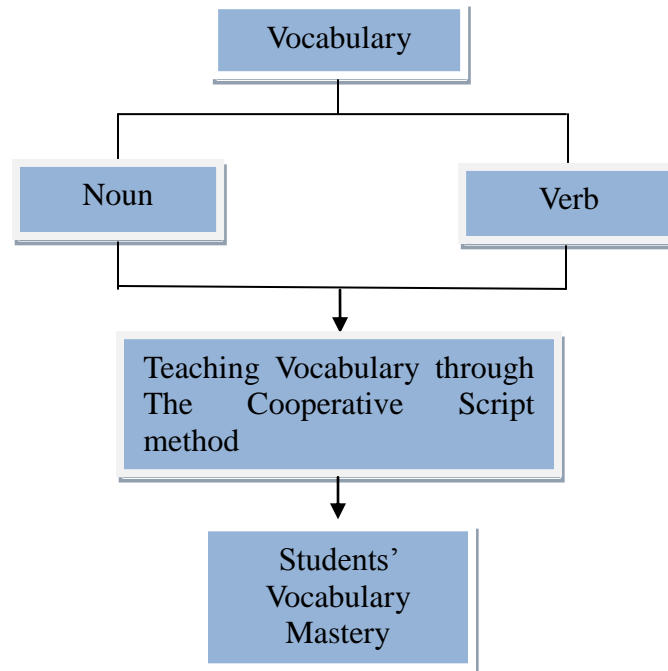 Vocabulary
Noun
Verb
Teaching Vocabulary through
The Cooperative Script
method
Students’
Vocabulary
Mastery